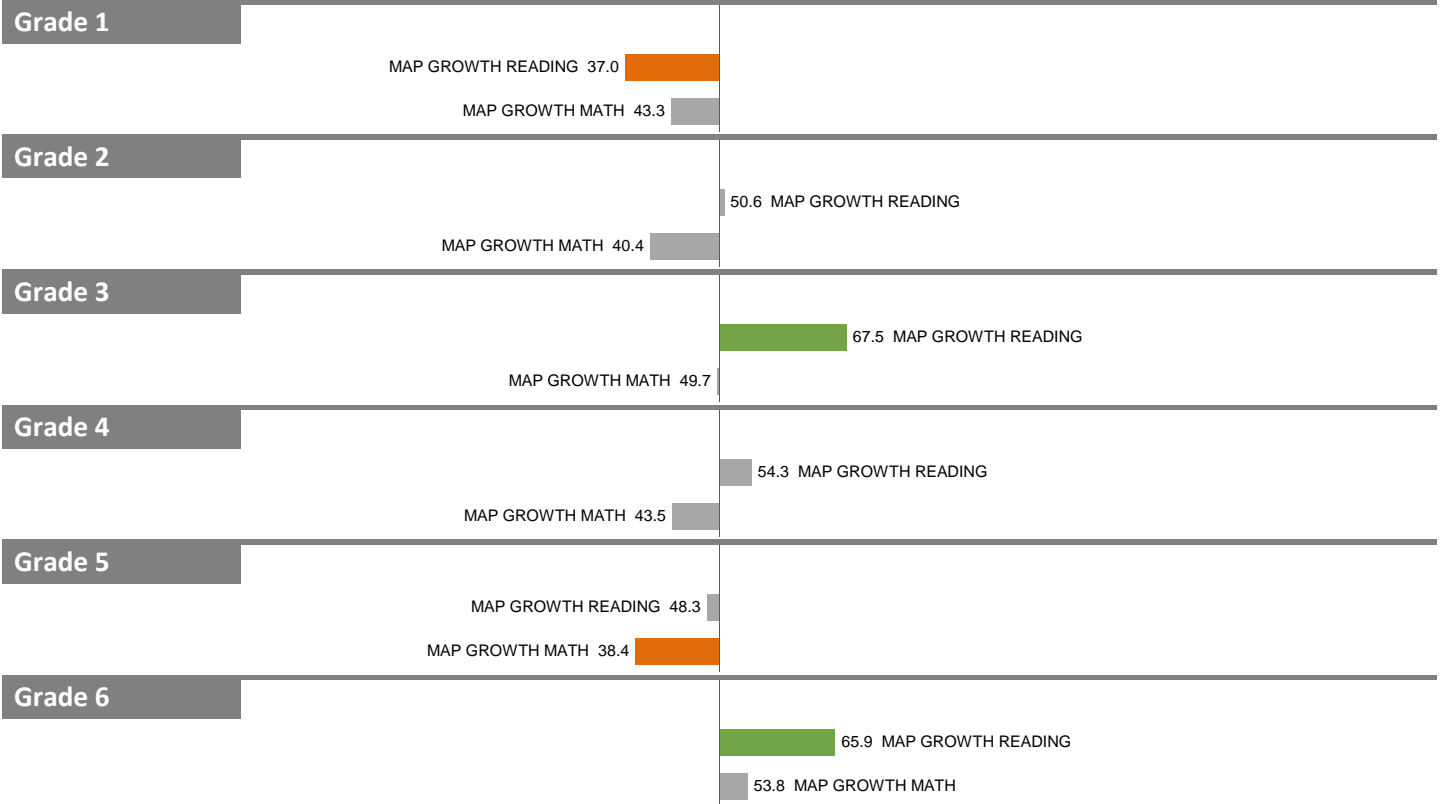 Grade 1
MAP GROWTH READING 37.0
MAP GROWTH MATH 43.3
Grade 2
50.6 MAP GROWTH READING
MAP GROWTH MATH 40.4
Grade 3
67.5 MAP GROWTH READING
MAP GROWTH MATH 49.7
Grade 4
54.3 MAP GROWTH READING
MAP GROWTH MATH 43.5
Grade 5
MAP GROWTH READING 48.3
MAP GROWTH MATH 38.4
Grade 6
65.9 MAP GROWTH READING
53.8 MAP GROWTH MATH